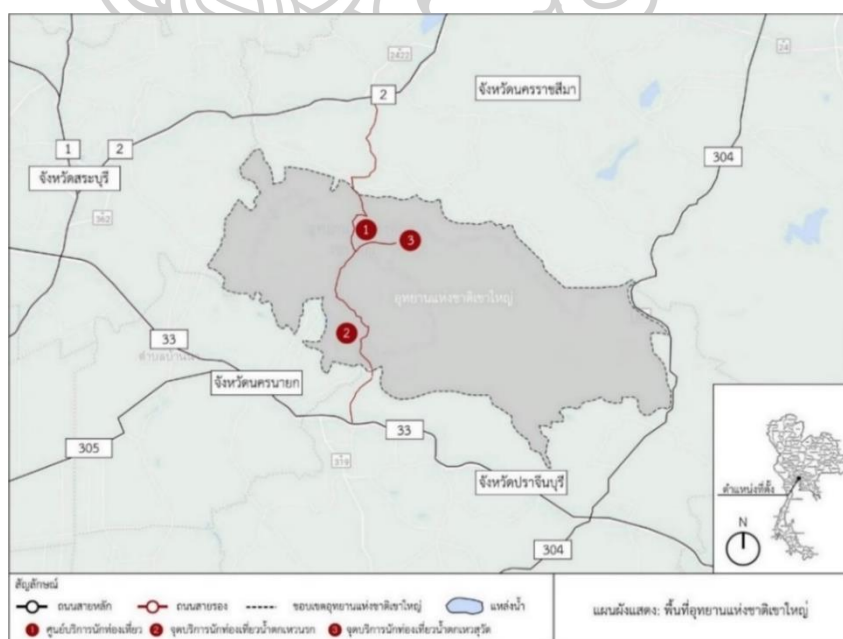 2422
24
2
จังหวัดนครราชสีมา
1
2
304
จังหวัดสระบุรี
362
1
3
อุทยานแห่งชาติเขาใหญ่
2
33
จังหวัดนครนายก
33
305
319
จังหวัดปราจีนบุรี
304
ตำแหน่งที่ตั้ง
N
สัญลักษณ์
ถนนสายหลัก ถนนสายรอง ขอบเขตอุทยานแห่งชาติเขาใหญ่ แหล่งน้ำ
1 ศูนย์บริการนักท่องเที่ยว 2 จุดบริการนักท่องเที่ยวน้ำตกเหวนรก 3 จุดบริการนักท่องเที่ยวน้ำตกเหวสุวัต
แผนผังแสดง: พื้นที่อุทยานแห่งชาติเขาใหญ่